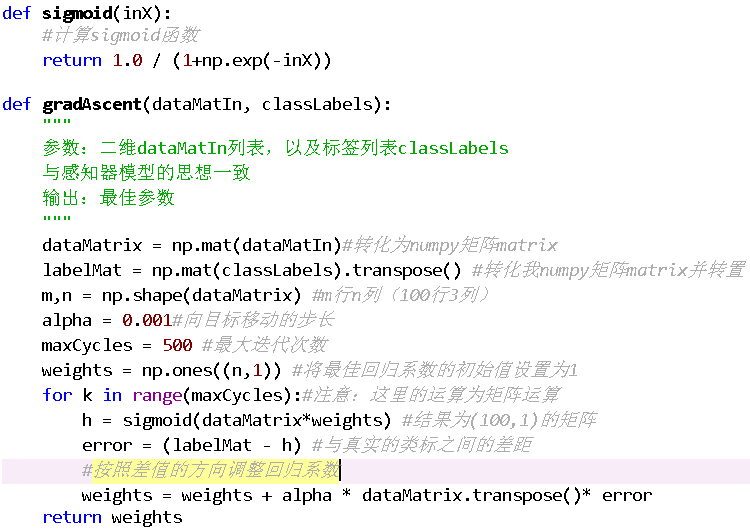 def sigmoid(inX):
    #计算sigmoid函数
    return 1.0 / (1+np.exp(-inX))

def gradAscent(dataMatIn, classLabels):
    """
    参数: 二维dataMatIn列表, 以及标签列表classLabels
    与感知器模型的思想一致
    输出: 最佳参数
    """
    dataMatrix = np.mat(dataMatIn)#转化为numpy矩阵matrix
    labelMat = np.mat(classLabels).transpose() #转化我numpy矩阵matrix并转置
    m,n = np.shape(dataMatrix) #m行n列（100行3列）
    alpha = 0.001#向目标移动的步长
    maxCycles = 500 #最大迭代次数
    weights = np.ones((n,1)) #将最佳回归系数的初始值设置为1
    for k in range(maxCycles):#注意: 这里的运算为矩阵运算
        h = sigmoid(dataMatrix*weights) #结果为(100,1)的矩阵
        error = (labelMat - h) #与真实的类标之间的差距
        #按照差值的方向调整回归系数
        weights = weights + alpha * dataMatrix.transpose()* error
    return weights